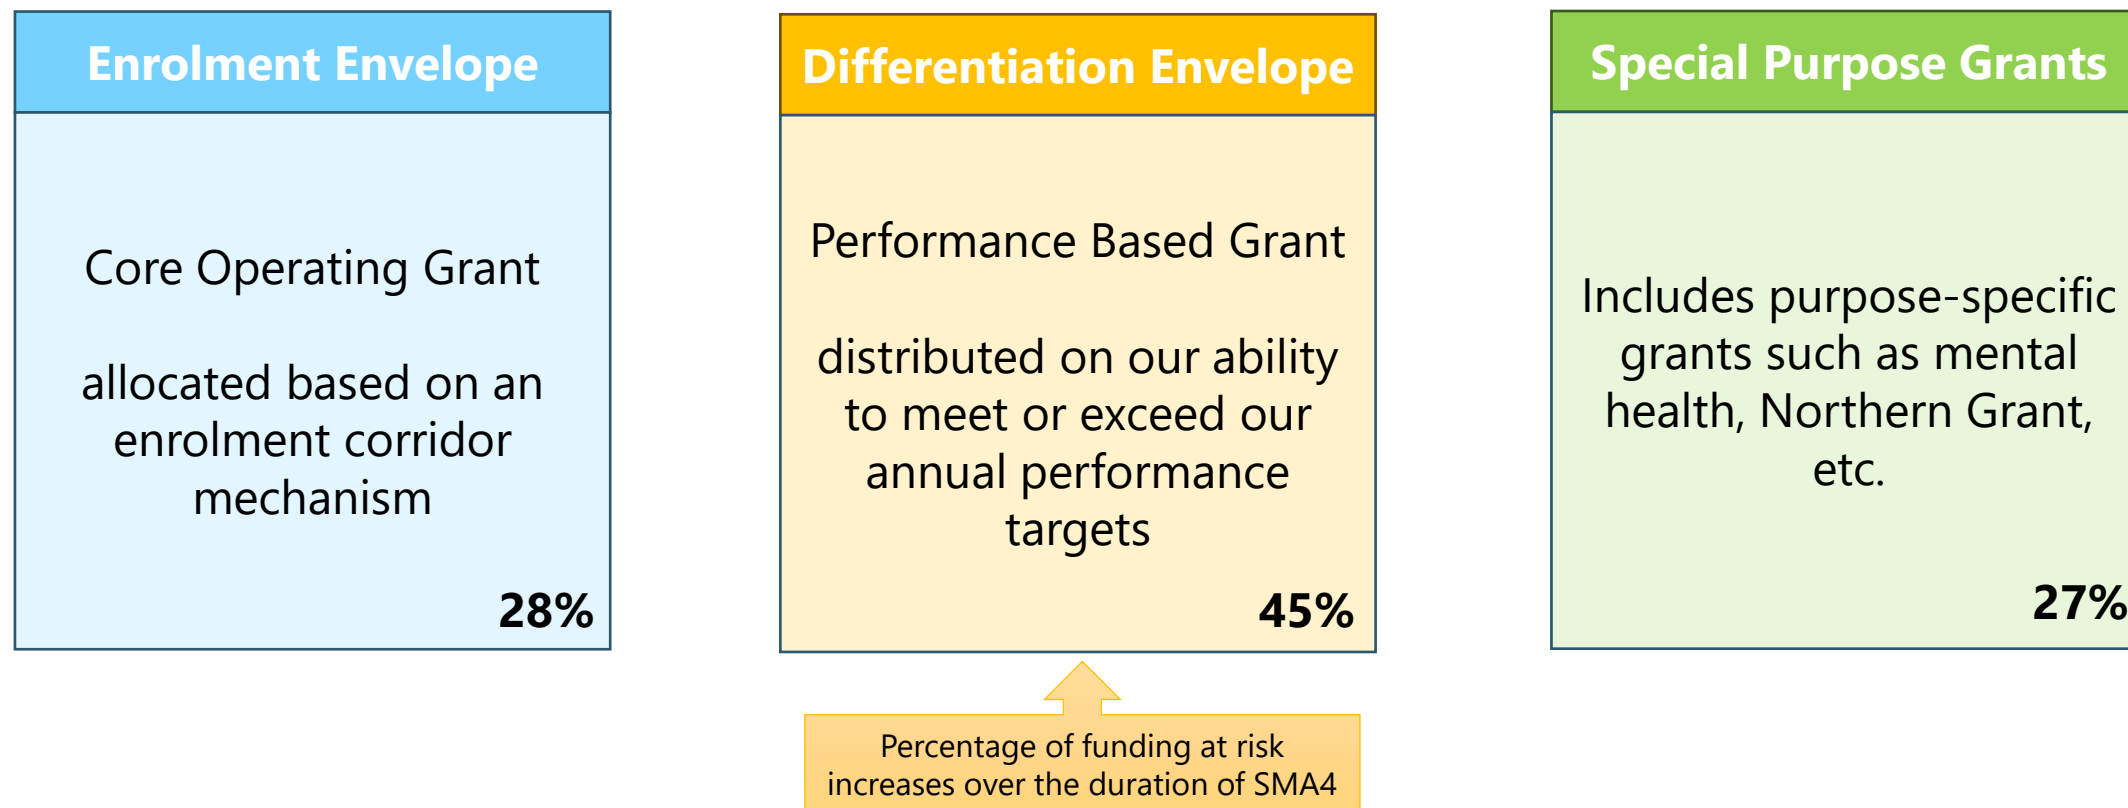 Enrolment Envelope
Core Operating Grant
allocated based on an
enrolment corridor
mechanism
28%
Differentiation Envelope
Performance Based Grant
distributed on our ability
to meet or exceed our
annual performance
targets
45%
Percentage of funding at risk
increases over the duration of SMA4
Special Purpose Grants
Includes purpose-specific
grants such as mental
health, Northern Grant,
etc.
27%